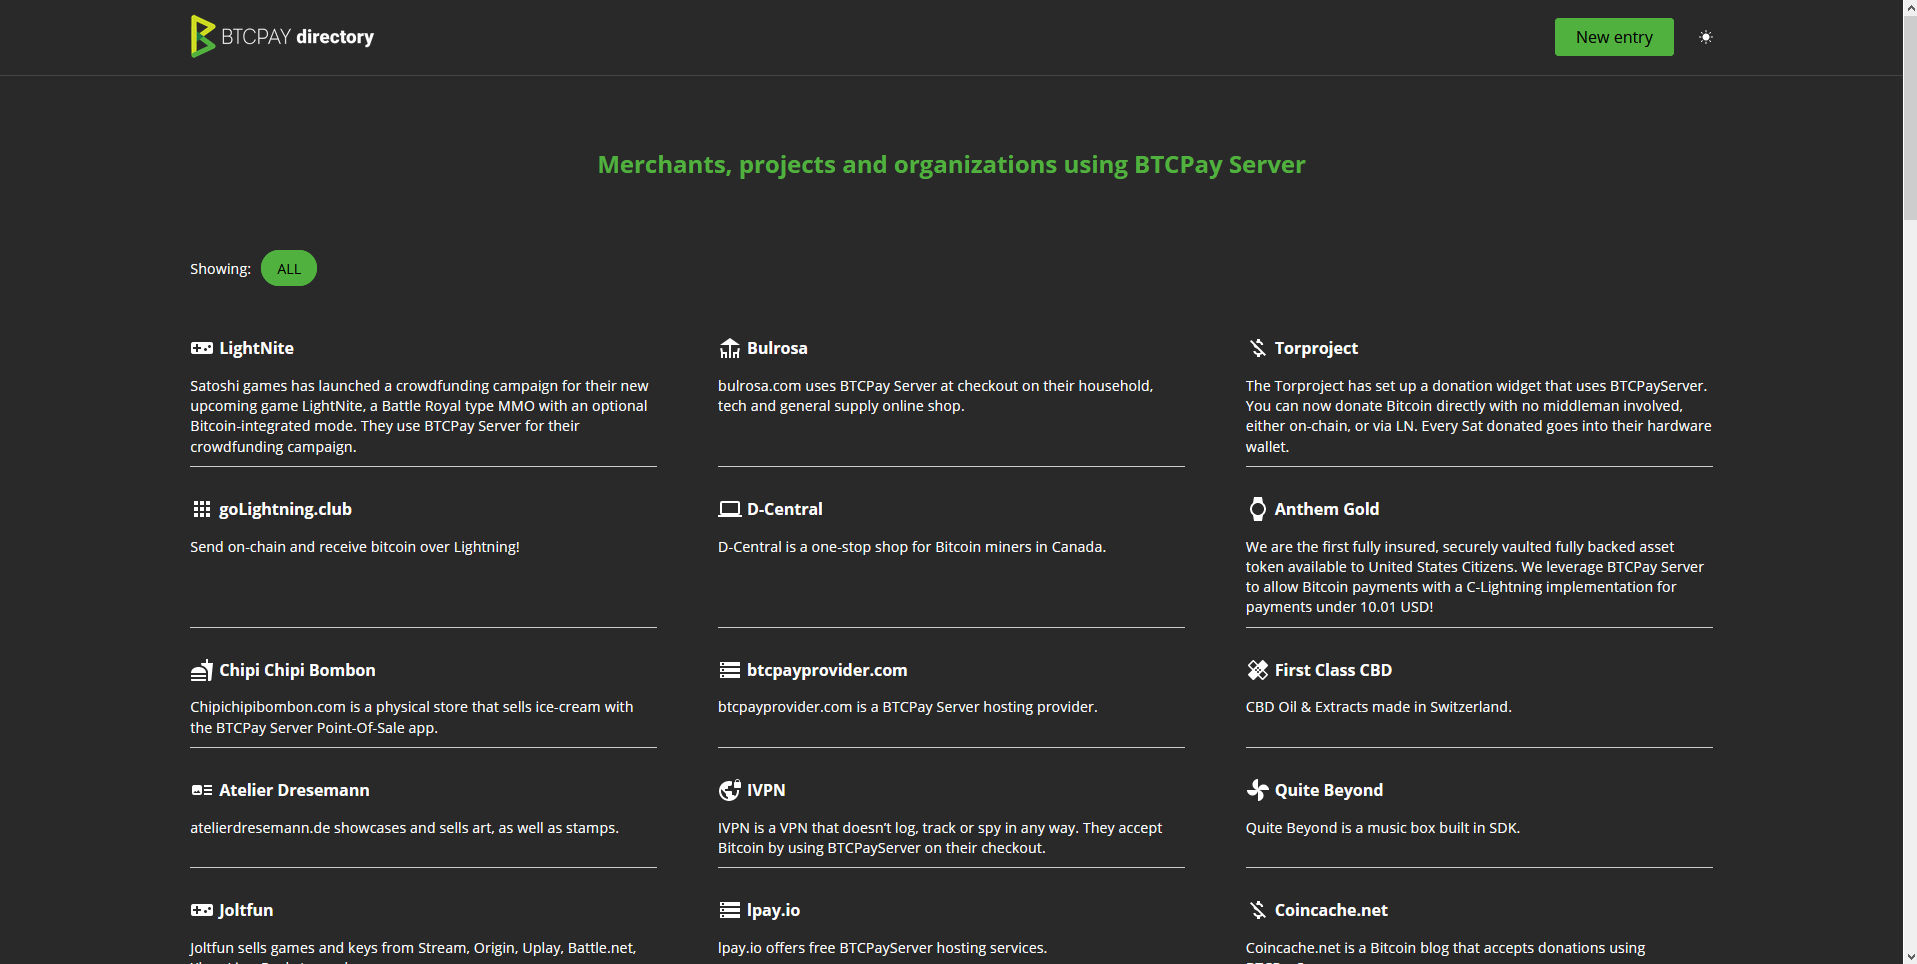 BTCPAY directory
New entry
Merchants, projects and organizations using BTCPay Server
Showing: ALL
LightNite
Satoshi games has launched a crowdfunding campaign for their new
upcoming game LightNite, a Battle Royal type MMO with an optional
Bitcoin-integrated mode. They use BTCPay Server for their
crowdfunding campaign.
Bulrosa
bulrosa.com uses BTCPay Server at checkout on their household,
tech and general supply online shop.
Torproject
The Torproject has set up a donation widget that uses BTCPayServer.
You can now donate Bitcoin directly with no middleman involved,
either on-chain, or via LN. Every Sat donated goes into their hardware
wallet.
goLightning.club
Send on-chain and receive bitcoin over Lightning!
D-Central
D-Central is a one-stop shop for Bitcoin miners in Canada.
Anthem Gold
We are the first fully insured, securely vaulted fully backed asset
token available to United States Citizens. We leverage BTCPay Server
to allow Bitcoin payments with a C-Lightning implementation for
payments under 10.01 USD!
Chipi Chipi Bombon
Chipichipibombon.com is a physical store that sells ice-cream with
the BTCPay Server Point-Of-Sale app.
btcpayprovider.com
btcpayprovider.com is a BTCPay Server hosting provider.
First Class CBD
CBD Oil & Extracts made in Switzerland.
Atelier Dresemann
atelierdresemann.de showcases and sells art, as well as stamps.
IVPN
IVPN is a VPN that doesn't log, track or spy in any way. They accept
Bitcoin by using BTCPayServer on their checkout.
Quite Beyond
Quite Beyond is a music box built in SDK.
Joltfun
Joltfun sells games and keys from Stream, Origin, Uplay, Battle.net,
lpay.io
lpay.io offers free BTCPayServer hosting services.
Coincache.net
Coincache.net is a Bitcoin blog that accepts donations using